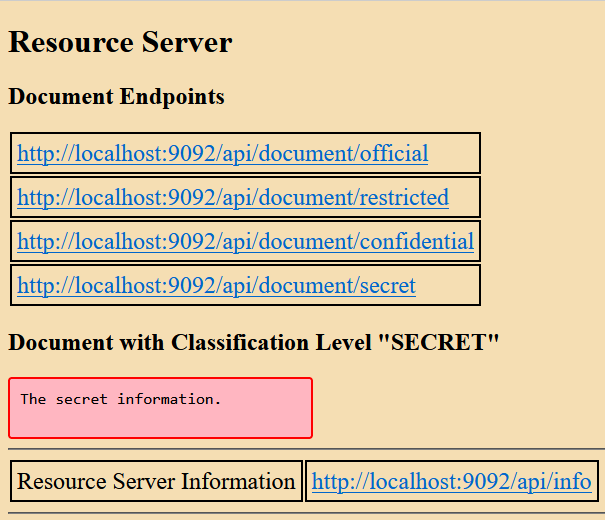 Resource Server
Document Endpoints
http://localhost:9092/api/document/official
http://localhost:9092/api/document/restricted
http://localhost:9092/api/document/confidential
http://localhost:9092/api/document/secret
Document with Classification Level "SECRET"
The secret information.
Resource Server Information http://localhost:9092/api/info